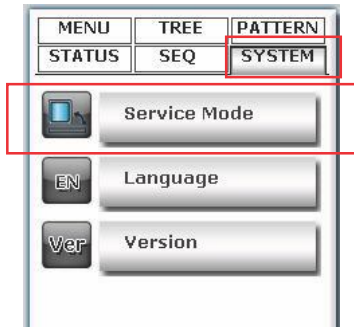 MENU TREE PATTERN
STATUS SEQ SYSTEM
Service Mode
EN Language
Ver Version